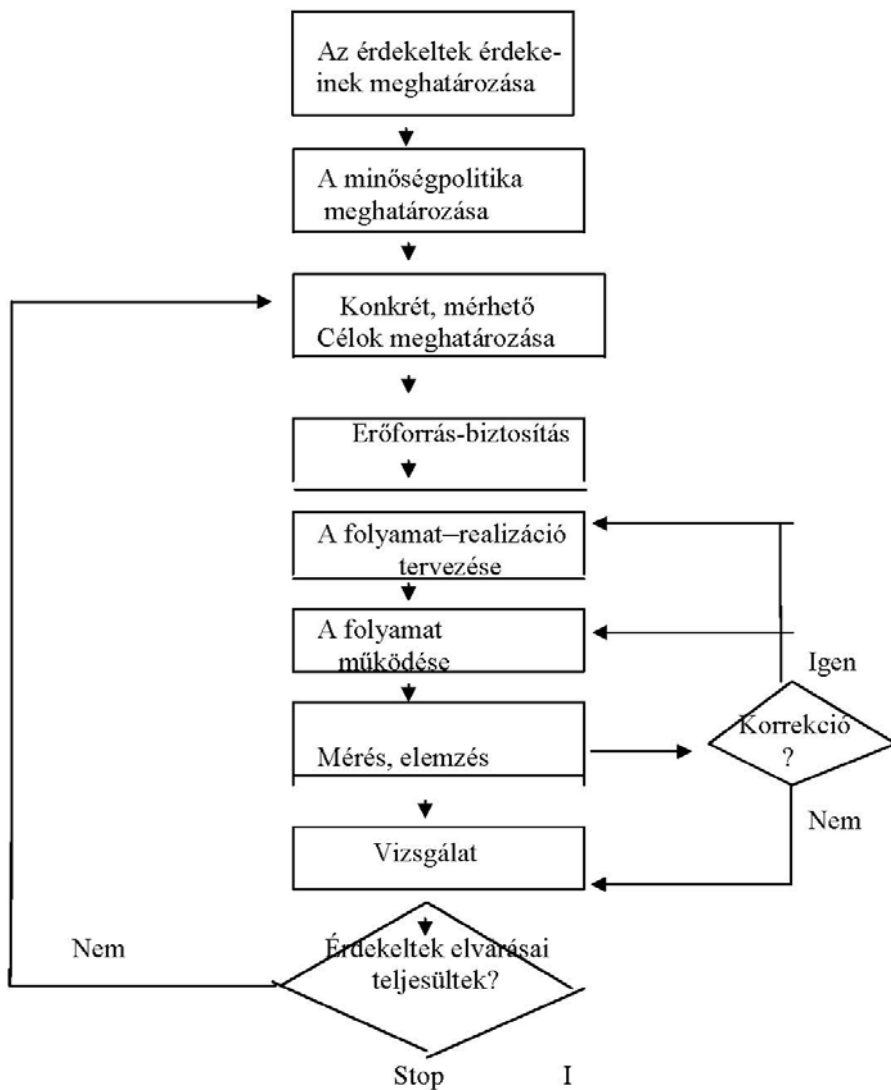 Az érdekeltek érdeke-
inek meghatározása
A minőségpolitika
meghatározása
Konkrét, mérhető
Célok meghatározása
Erőforrás-biztosítás
A folyamat–realizáció
tervezése
A folyamat
működése
Igen
Korrekció
?
Mérés, elemzés
Nem
Vizsgálat
Nem
Érdekeltek elvárásai
teljesültek?
Stop I